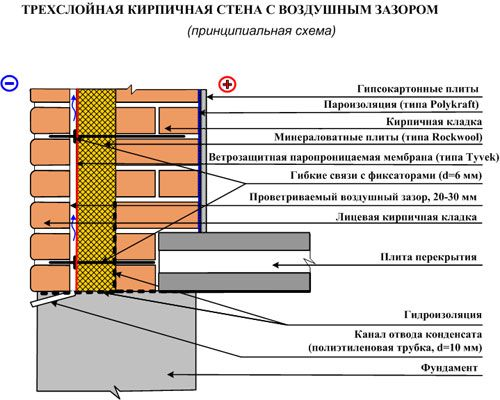 ТРЕХСЛОЙНАЯ КИРПИЧНАЯ СТЕНА С ВОЗДУШНЫМ ЗАЗОРОМ
(принципиальная схема)
Гипсокартонные плиты
Пароизоляция (типа Polykraft)
Кирпичная кладка
Минераловатные плиты (типа Rockwool)
Ветрозащитная паропроницаемая мембрана (типа Tyvek)
Гибкие связи с фиксаторами (d=6 мм)
Проветриваемый воздушный зазор, 20-30 мм
Лицевая кирпичная кладка
Плита перекрытия
Гидроизоляция
Канал отвода конденсата
(полиэтиленовая трубка, d=10 мм)
Фундамент